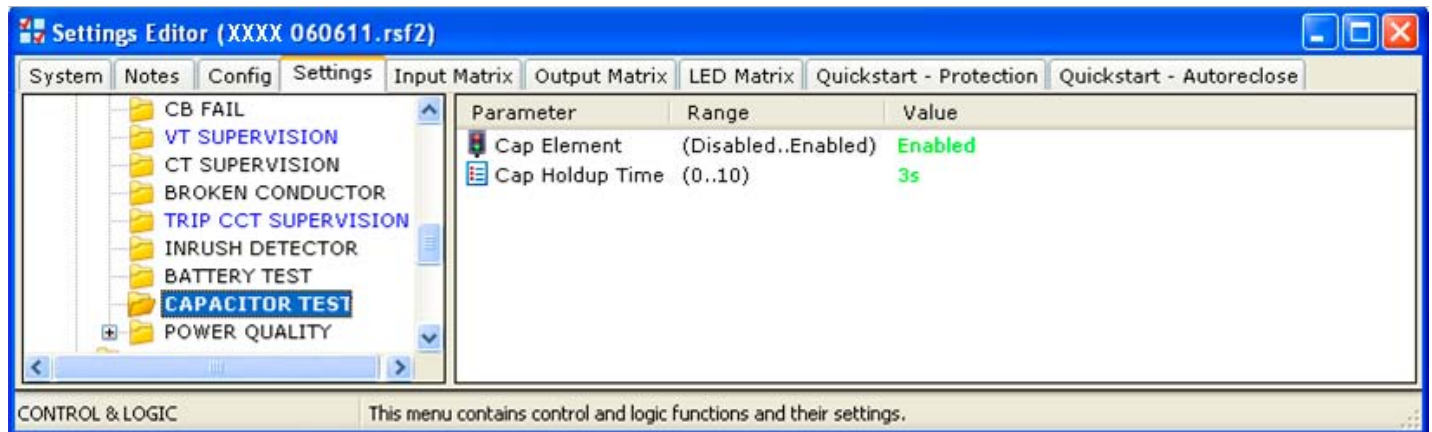 Settings Editor (XXXX 060611.rsf2)
System Notes Config Settings Input Matrix Output Matrix LED Matrix Quickstart - Protection Quickstart - Autoreclose
CB FAIL
VT SUPERVISION
CT SUPERVISION
BROKEN CONDUCTOR
TRIP CCT SUPERVISION
INRUSH DETECTOR
BATTERY TEST
CAPACITOR TEST
POWER QUALITY
Parameter Range Value
Cap Element (Disabled..Enabled) Enabled
Cap Holdup Time (0..10) 3s
CONTROL & LOGIC This menu contains control and logic functions and their settings.